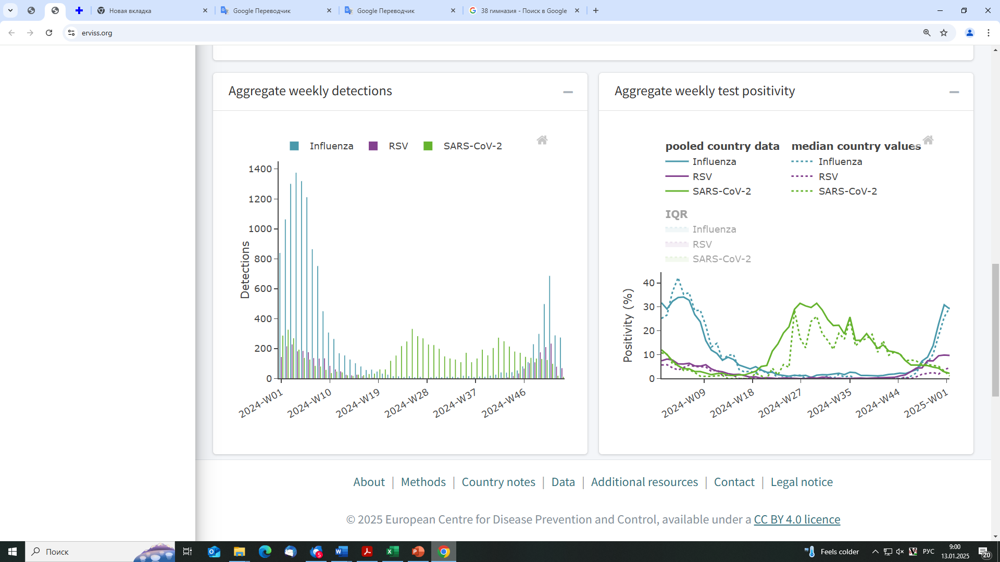 Новая вкладка
Google Переводчик
Google Переводчик
38 гимназия - Поиск в Google
erviss.org
Aggregate weekly detections
Influenza RSV SARS-CoV-2
1400
1200
1000
800
600
400
200
0
Detections
2024-W01 2024-W10 2024-W19 2024-W28 2024-W37 2024-W46
Aggregate weekly test positivity
pooled country data median country values
Influenza Influenza
RSV RSV
SARS-CoV-2 SARS-CoV-2
IQR
Influenza
RSV
SARS-CoV-2
40
30
20
10
0
Positivity (%)
2024-W09 2024-W18 2024-W27 2024-W35 2024-W44 2025-W01
About | Methods | Country notes | Data | Additional resources | Contact | Legal notice
© 2025 European Centre for Disease Prevention and Control, available under a CC BY 4.0 licence
Поиск
5
Feels colder
РУС
9:00
13.01.2025
20